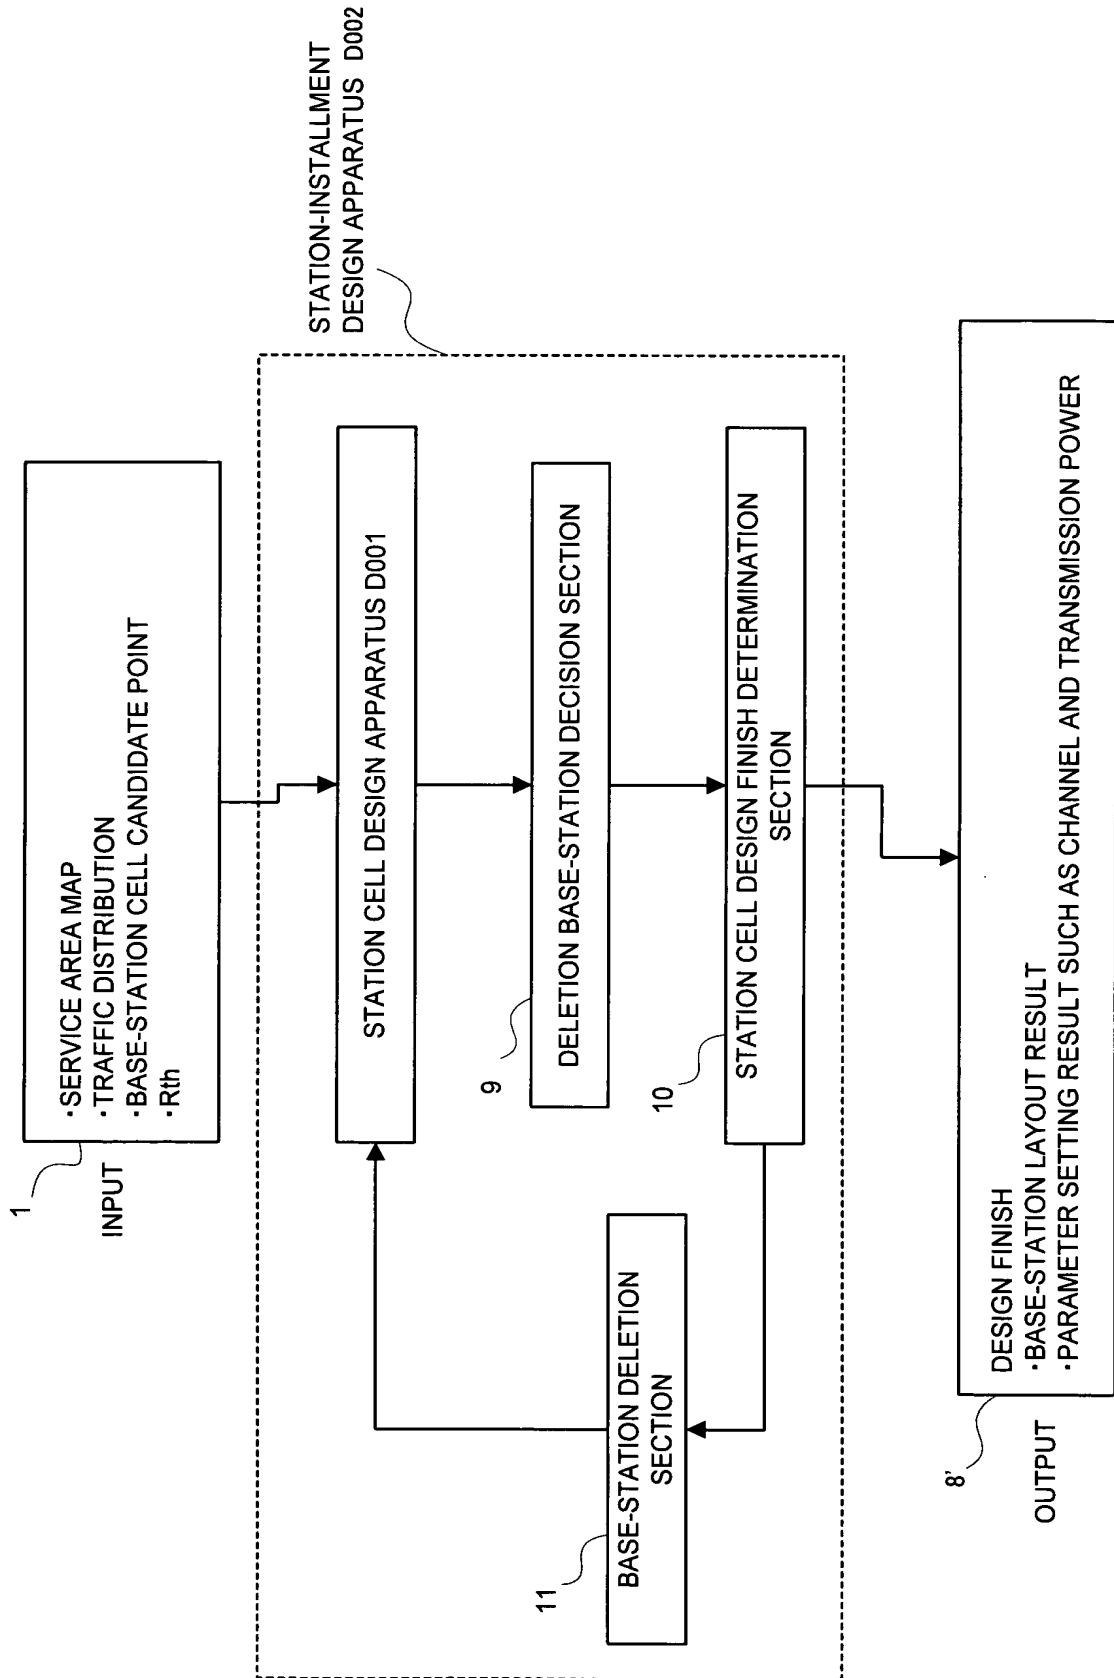 1
INPUT
・SERVICE AREA MAP
・TRAFFIC DISTRIBUTION
・BASE-STATION CELL CANDIDATE POINT
・Rth
STATION-INSTALLMENT
DESIGN APPARATUS D002
STATION CELL DESIGN APPARATUS D001
9
DELETION BASE-STATION DECISION SECTION
10
STATION CELL DESIGN FINISH DETERMINATION
SECTION
11
BASE-STATION DELETION
SECTION
8'
OUTPUT
DESIGN FINISH
・BASE-STATION LAYOUT RESULT
・PARAMETER SETTING RESULT SUCH AS CHANNEL AND TRANSMISSION POWER